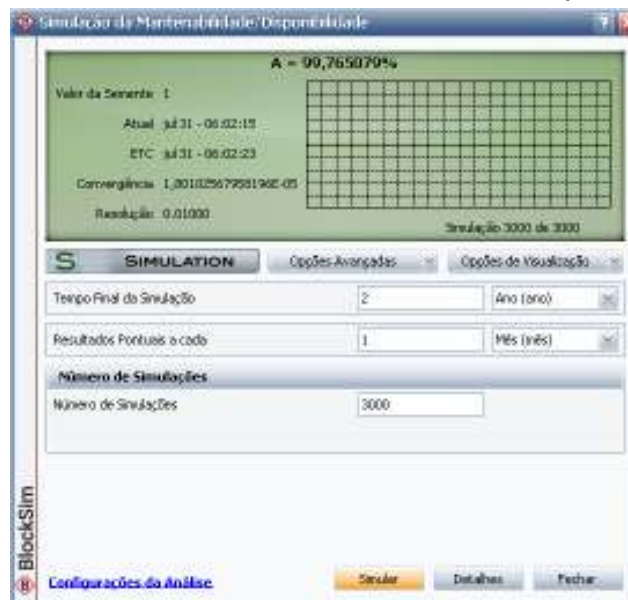 Simulação da Mantenabilidade/Disponibilidade
A = 99,765079%
Valor da Semente 1
Atual jul 31 - 06:02:15
ETC jul 31 - 06:02:23
Convergência
Resolução 0.01000
Simulação 3000 de 3000
S SIMULATION Opções Avançadas Opções de Visualização
Tempo Final da Simulação 2 Ano (ano)
Resultados Pontuais a cada 1 Mês (mês)
Número de Simulações
Número de Simulações 3000
BlockSim
Configurações da Análise Simular Detalhes Fechar